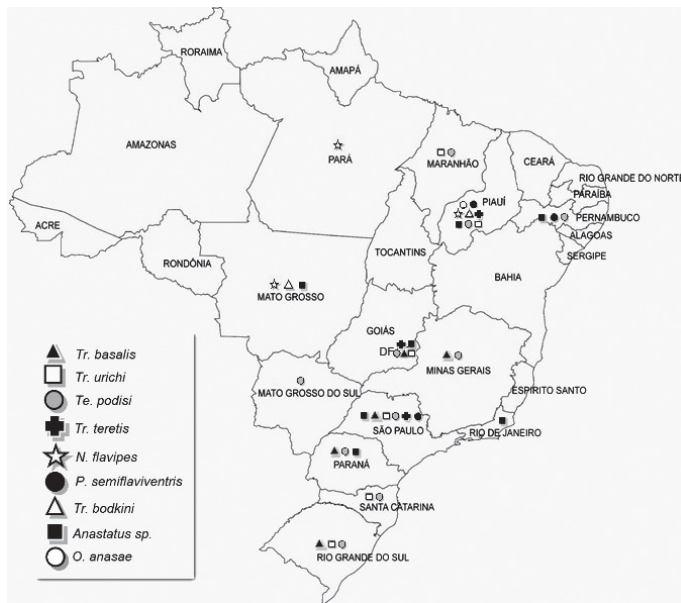 RORAIMA
AMAPÁ
AMAZONAS
PARÁ
MARANHÃO
CEARÁ
RIO GRANDE DO NORTE
PARAÍBA
PIAUÍ
PERNAMBUCO
ALAGOAS
SERGIPE
ACRE
RONDÔNIA
TOCANTINS
BAHIA
MATO GROSSO
GOIÁS
DF
MINAS GERAIS
ESPÍRITO SANTO
MATO GROSSO DO SUL
SÃO PAULO
RIO DE JANEIRO
PARANÁ
SANTA CATARINA
RIO GRANDE DO SUL
Tr. basalis
Tr. urichi
Te. podisi
Tr. teretis
N. flavipes
P. semiflaviventris
Tr. bodkini
Anastatus sp.
O. anasae